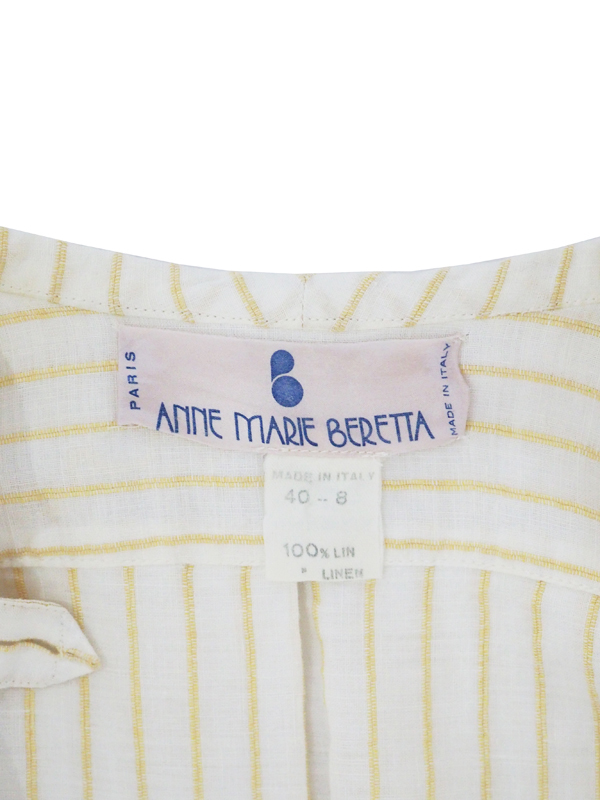 PARIS
ANNE MARIE BERETTA
MADE IN ITALY
MADE IN ITALY
40 -- 8
100% LIN
" LINEN